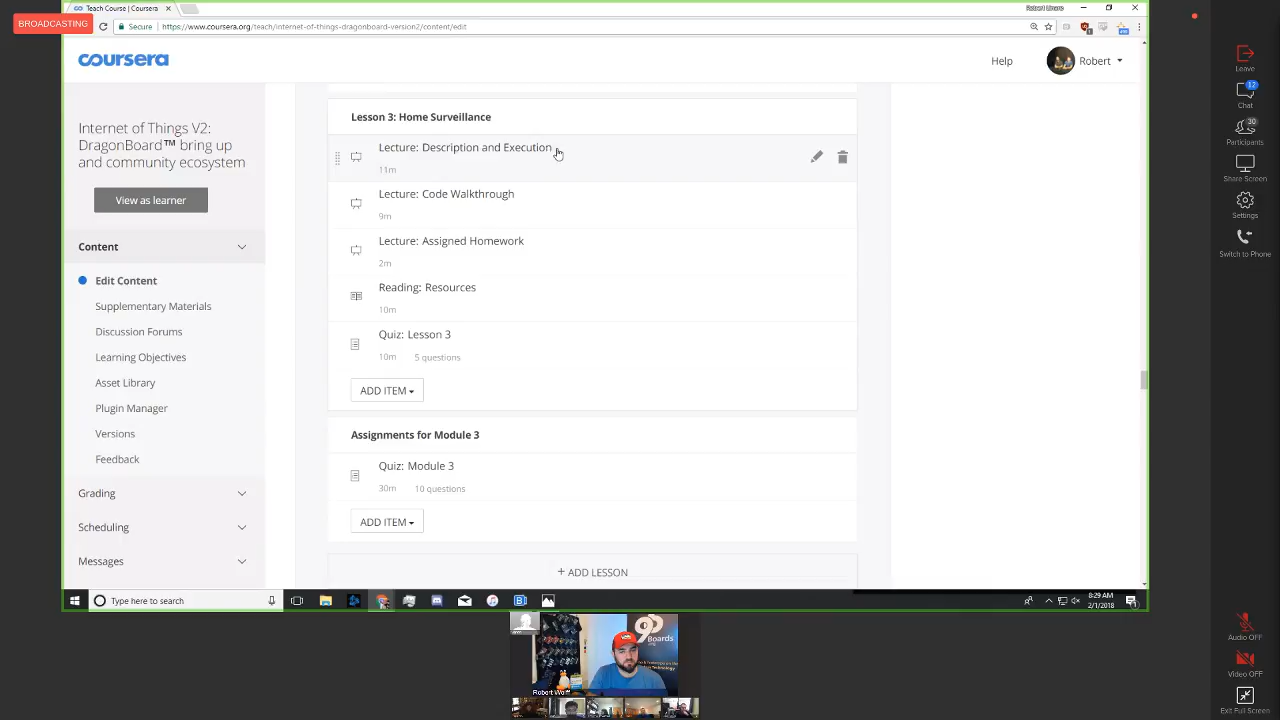 BROADCASTING
Teach Course | Coursera
Secure
https://www.coursera.org/teach/internet-of-things-dragonboard-version2/content/edit
coursera
Help
Robert
Internet of Things V2:
DragonBoard™ bring up
and community ecosystem
View as learner
Content
Edit Content
Supplementary Materials
Discussion Forums
Learning Objectives
Asset Library
Plugin Manager
Versions
Feedback
Grading
Scheduling
Messages
Lesson 3: Home Surveillance
Lecture: Description and Execution
11m
Lecture: Code Walkthrough
9m
Lecture: Assigned Homework
2m
Reading: Resources
10m
Quiz: Lesson 3
10m 5 questions
ADD ITEM
Assignments for Module 3
Quiz: Module 3
30m 10 questions
ADD ITEM
+ ADD LESSON
Type here to search
8:29 AM
2/1/2018
Leave
12
Chat
30
Participants
Share Screen
Settings
Switch to Phone
Audio OFF
Video OFF
Exit Full Screen
Boards
Robert Wolff